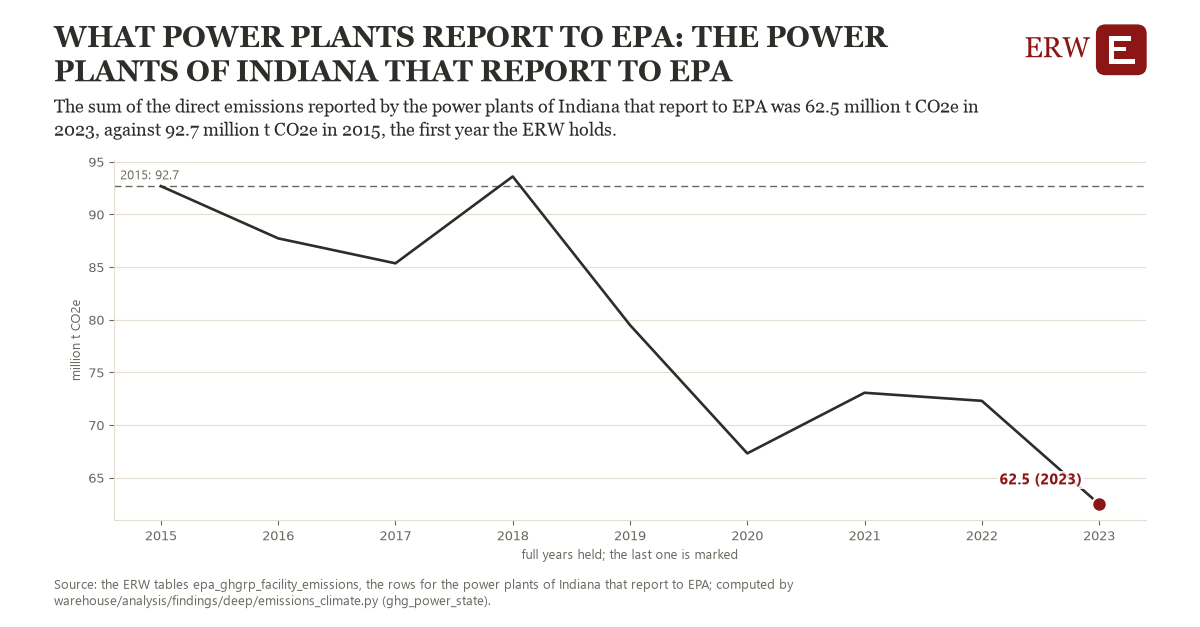 WHAT POWER PLANTS REPORT TO EPA: THE POWER
PLANTS OF INDIANA THAT REPORT TO EPA
ERW E
The sum of the direct emissions reported by the power plants of Indiana that report to EPA was 62.5 million t CO2e in
2023, against 92.7 million t CO2e in 2015, the first year the ERW holds.
95
2015: 92.7
90
85
80
75
70
65
million t CO2e
62.5 (2023)
2015 2016 2017 2018 2019 2020 2021 2022 2023
full years held; the last one is marked
Source: the ERW tables epa_ghgrp_facility_emissions, the rows for the power plants of Indiana that report to EPA; computed by
warehouse/analysis/findings/deep/emissions_climate.py (ghg_power_state).